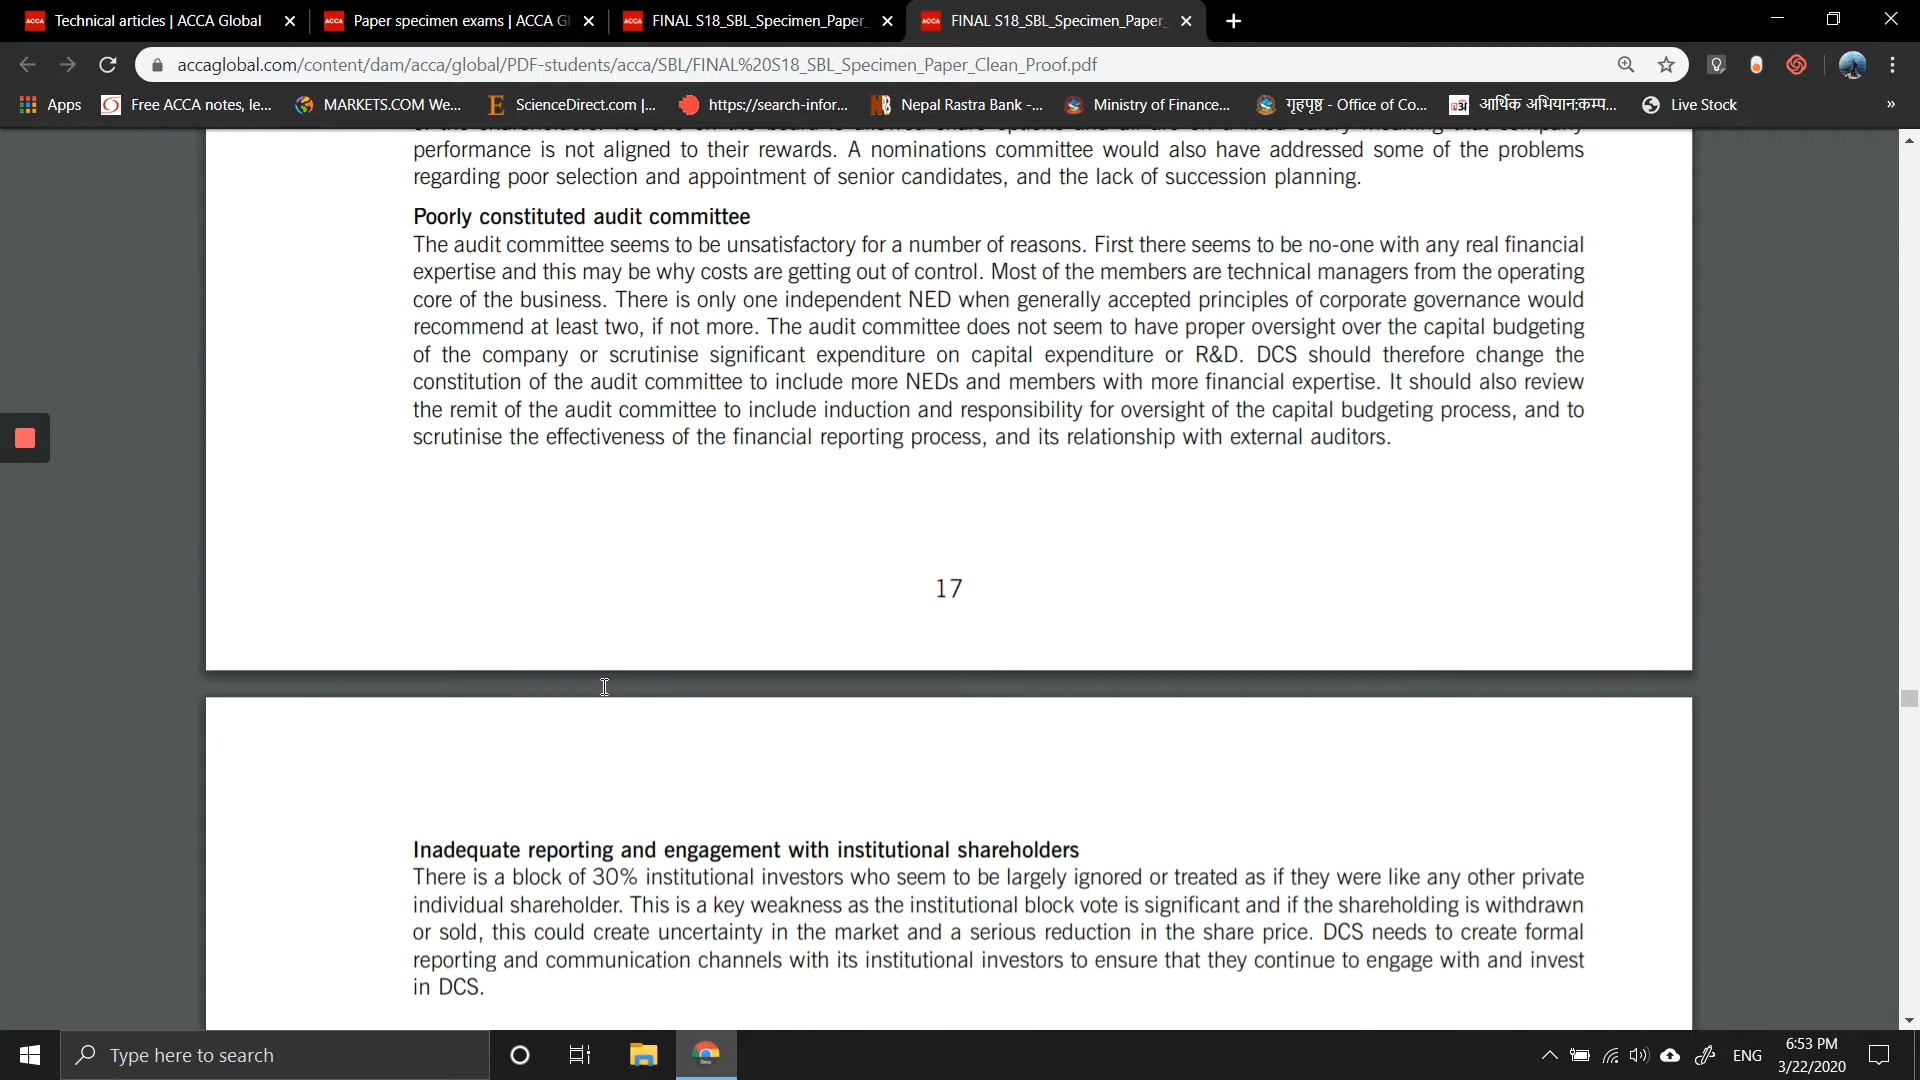 Technical articles | ACCA Global
Paper specimen exams | ACCA Gl
FINAL S18_SBL_Specimen_Paper_
FINAL S18_SBL_Specimen_Paper_
accaglobal.com/content/dam/acca/global/PDF-students/acca/SBL/FINAL%20S18_SBL_Specimen_Paper_Clean_Proof.pdf
Apps
Free ACCA notes, le...
MARKETS.COM We...
ScienceDirect.com |...
https://search-infor...
Nepal Rastra Bank -...
Ministry of Finance...
गृहपृष्ठ - Office of Co...
आर्थिक अभियान:कम्प...
Live Stock
»
performance is not aligned to their rewards. A nominations committee would also have addressed some of the problems
regarding poor selection and appointment of senior candidates, and the lack of succession planning.
Poorly constituted audit committee
The audit committee seems to be unsatisfactory for a number of reasons. First there seems to be no-one with any real financial
expertise and this may be why costs are getting out of control. Most of the members are technical managers from the operating
core of the business. There is only one independent NED when generally accepted principles of corporate governance would
recommend at least two, if not more. The audit committee does not seem to have proper oversight over the capital budgeting
of the company or scrutinise significant expenditure on capital expenditure or R&D. DCS should therefore change the
constitution of the audit committee to include more NEDs and members with more financial expertise. It should also review
the remit of the audit committee to include induction and responsibility for oversight of the capital budgeting process, and to
scrutinise the effectiveness of the financial reporting process, and its relationship with external auditors.
17
Inadequate reporting and engagement with institutional shareholders
There is a block of 30% institutional investors who seem to be largely ignored or treated as if they were like any other private
individual shareholder. This is a key weakness as the institutional block vote is significant and if the shareholding is withdrawn
or sold, this could create uncertainty in the market and a serious reduction in the share price. DCS needs to create formal
reporting and communication channels with its institutional investors to ensure that they continue to engage with and invest
in DCS.
Type here to search
ENG
6:53 PM
3/22/2020